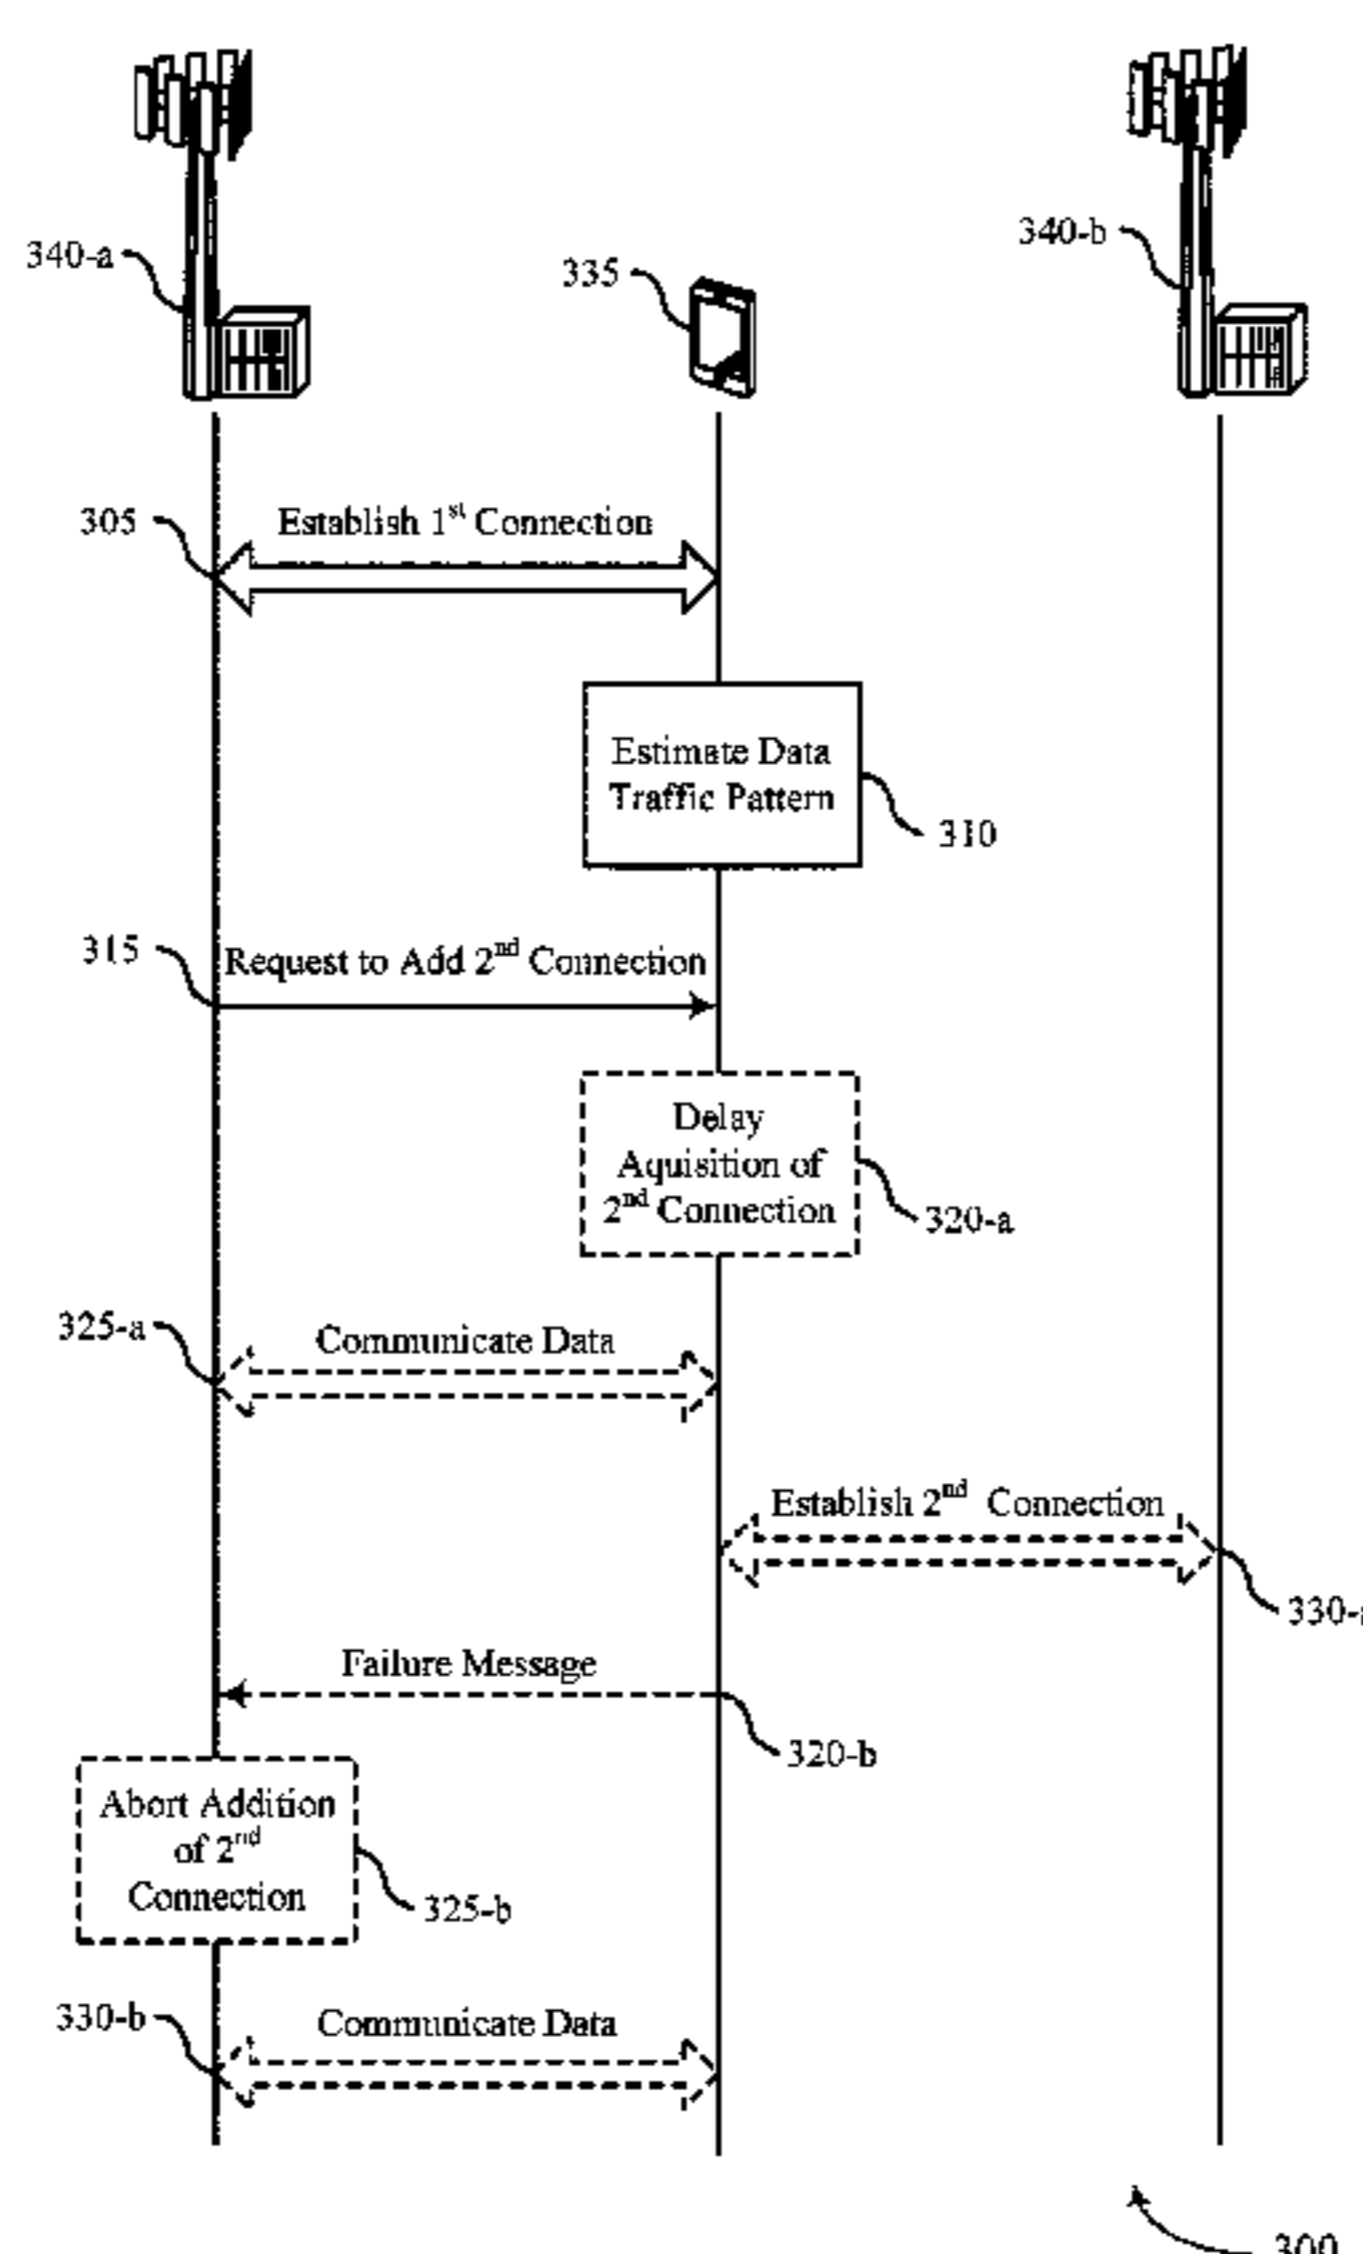 340-a
335
340-b
305
Establish 1st Connection
Estimate Data
Traffic Pattern
310
315
Request to Add 2nd Connection
Delay
Aquisition of
2nd Connection
320-a
325-a
Communicate Data
Establish 2nd Connection
330-a
Failure Message
320-b
Abort Addition
of 2nd
Connection
325-b
330-b
Communicate Data
300